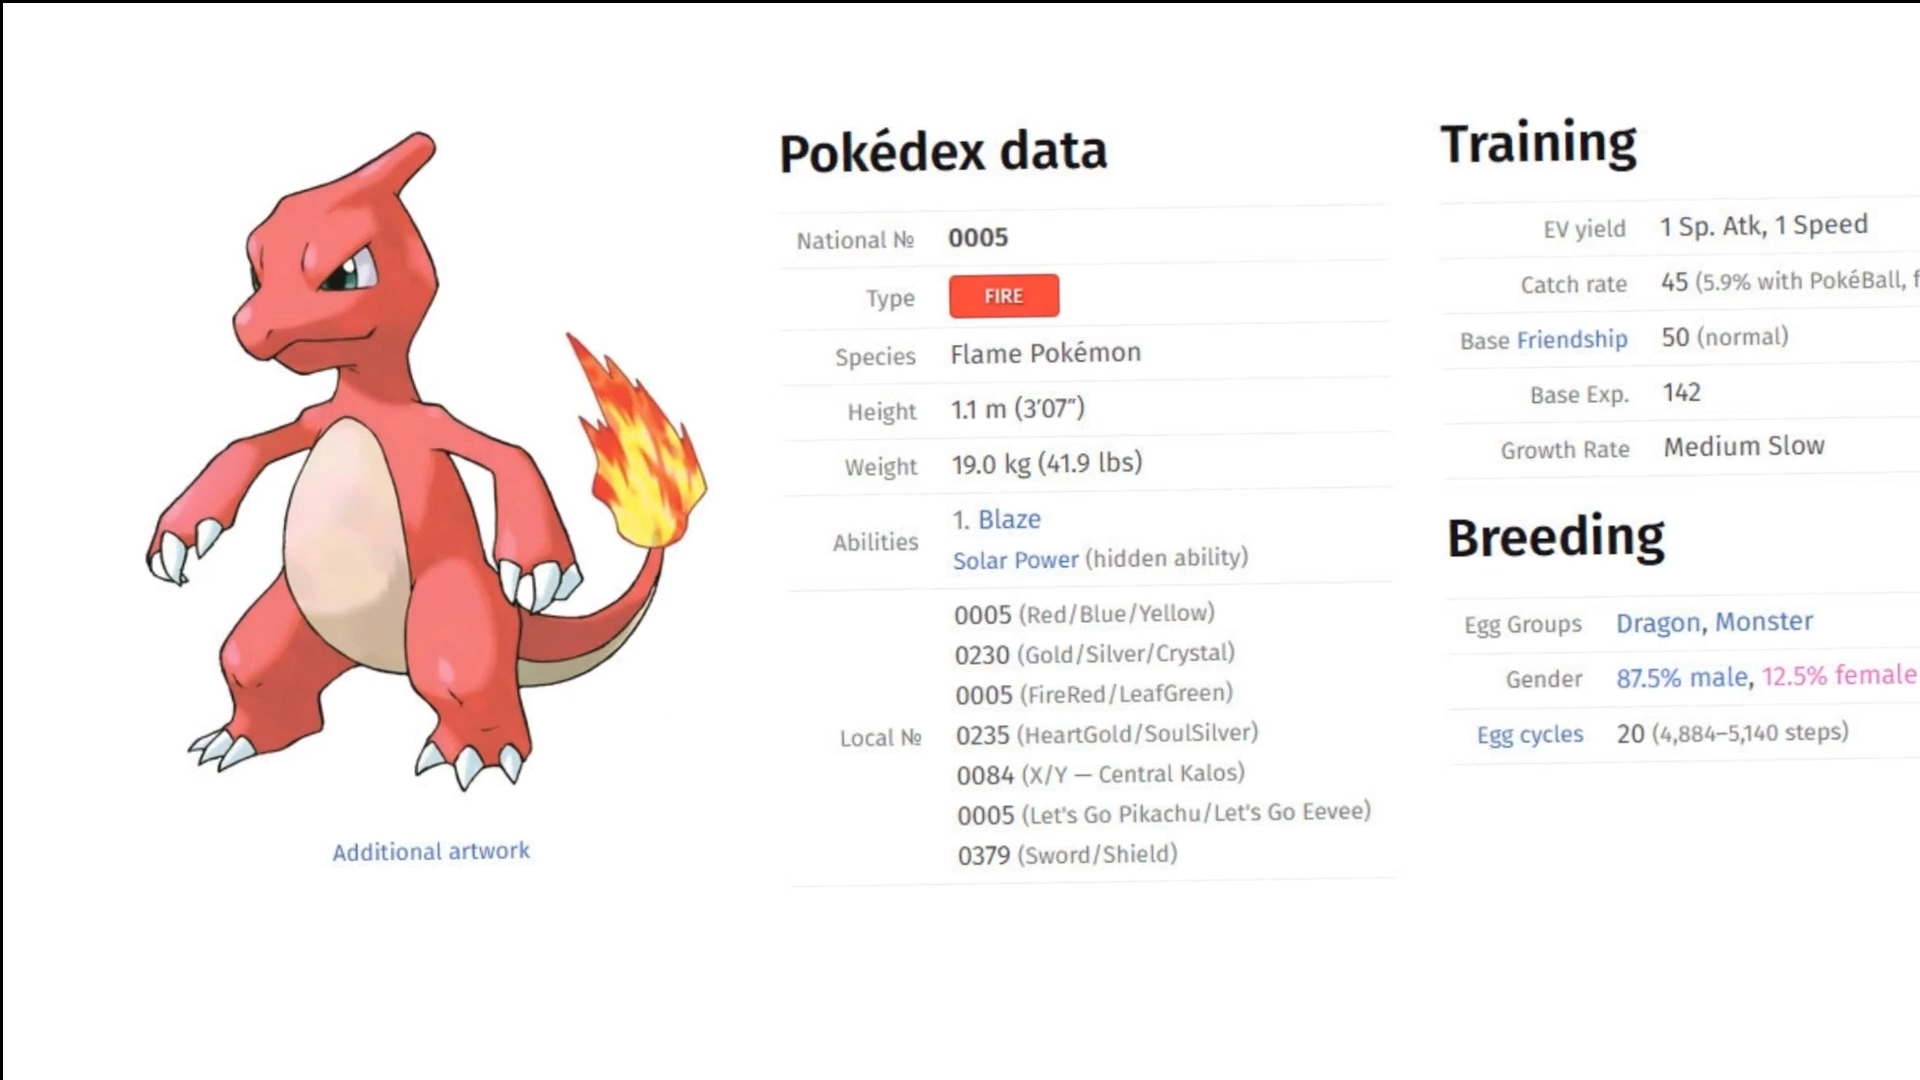 Pokédex data
National № 0005
Type FIRE
Species Flame Pokémon
Height 1.1 m (3′07″)
Weight 19.0 kg (41.9 lbs)
Abilities 1. Blaze
Solar Power (hidden ability)
Local № 0005 (Red/Blue/Yellow)
0230 (Gold/Silver/Crystal)
0005 (FireRed/LeafGreen)
0235 (HeartGold/SoulSilver)
0084 (X/Y — Central Kalos)
0005 (Let's Go Pikachu/Let's Go Eevee)
0379 (Sword/Shield)
Additional artwork
Training
EV yield 1 Sp. Atk, 1 Speed
Catch rate 45 (5.9% with PokéBall, f
Base Friendship 50 (normal)
Base Exp. 142
Growth Rate Medium Slow
Breeding
Egg Groups Dragon, Monster
Gender 87.5% male, 12.5% female
Egg cycles 20 (4,884–5,140 steps)